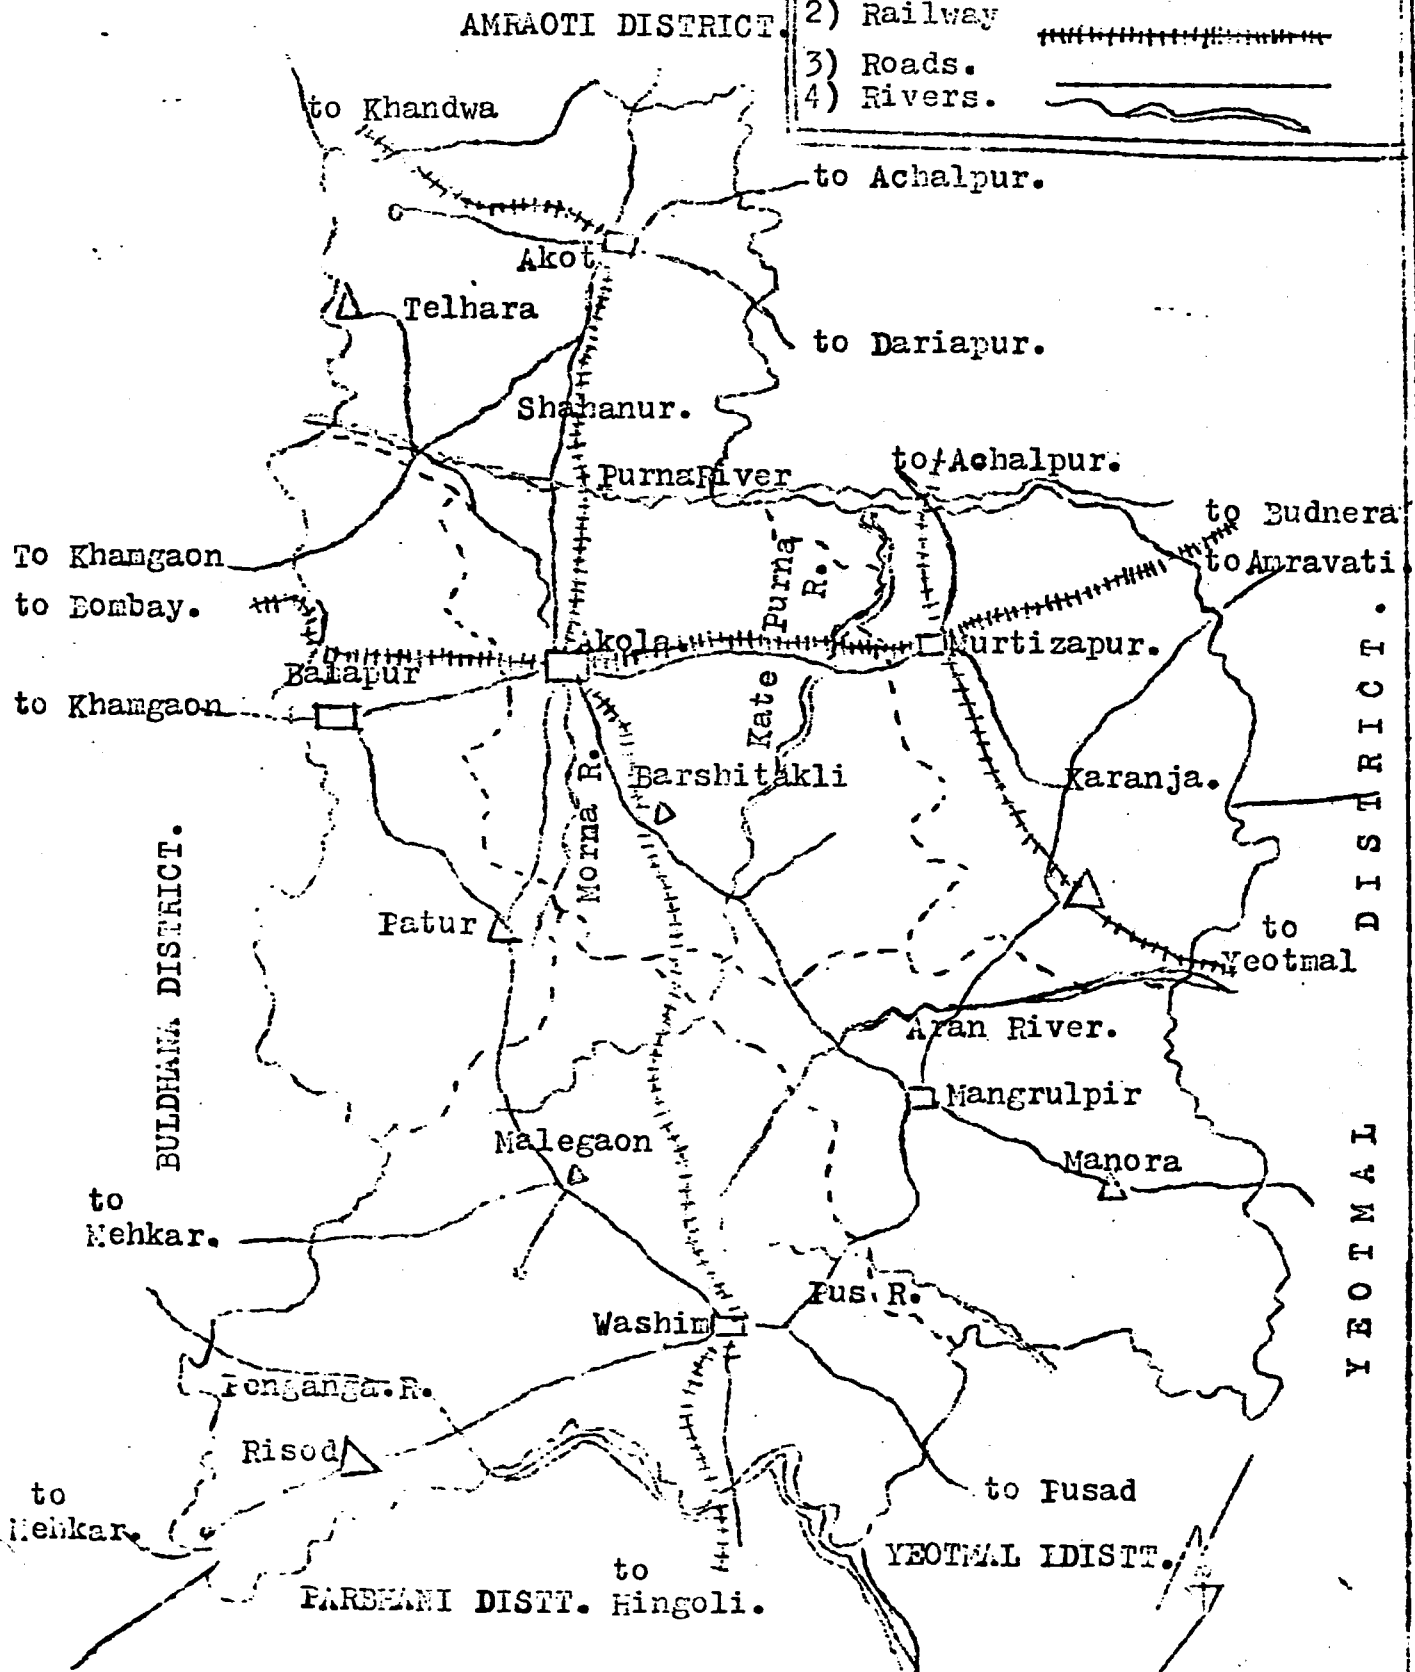 AMRAOTI DISTRICT.
2) Railway
3) Roads.
4) Rivers.
to Khandwa
to Achalpur.
Akot
Telhara
to Dariapur.
Shahanur.
PurnaRiver
to Achalpur.
to Budnera
to Amravati.
To Khamgaon
to Bombay.
Purna
R.
Akola.
Murtizapur.
Balapur
to Khamgaon
Kate
Morna R.
Barshitakli
Karanja.
BULDHANA DISTRICT.
Patur
to
Yeotmal
Aran River.
Mangrulpir
Malegaon
Manora
to
Mehkar.
Pus R.
Washim
Penganga.R.
Risod
to
Mehkar.
to Pusad
YEOTMAL IDISTT.
PARBHANI DISTT.
to
Hingoli.
YEOTMAL DISTRICT.